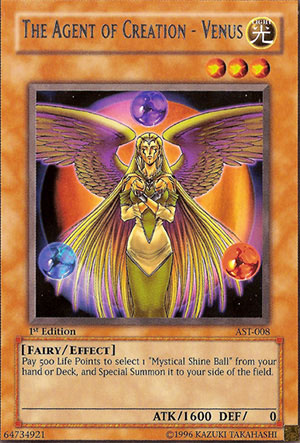 THE AGENT OF CREATION - VENUS
LIGHT
光
1st Edition
AST-008
[FAIRY/EFFECT]
Pay 500 Life Points to select 1 "Mystical Shine Ball" from your
hand or Deck, and Special Summon it to your side of the field.
ATK/1600 DEF/ 0
64734921
©1996 KAZUKI TAKAHASHI